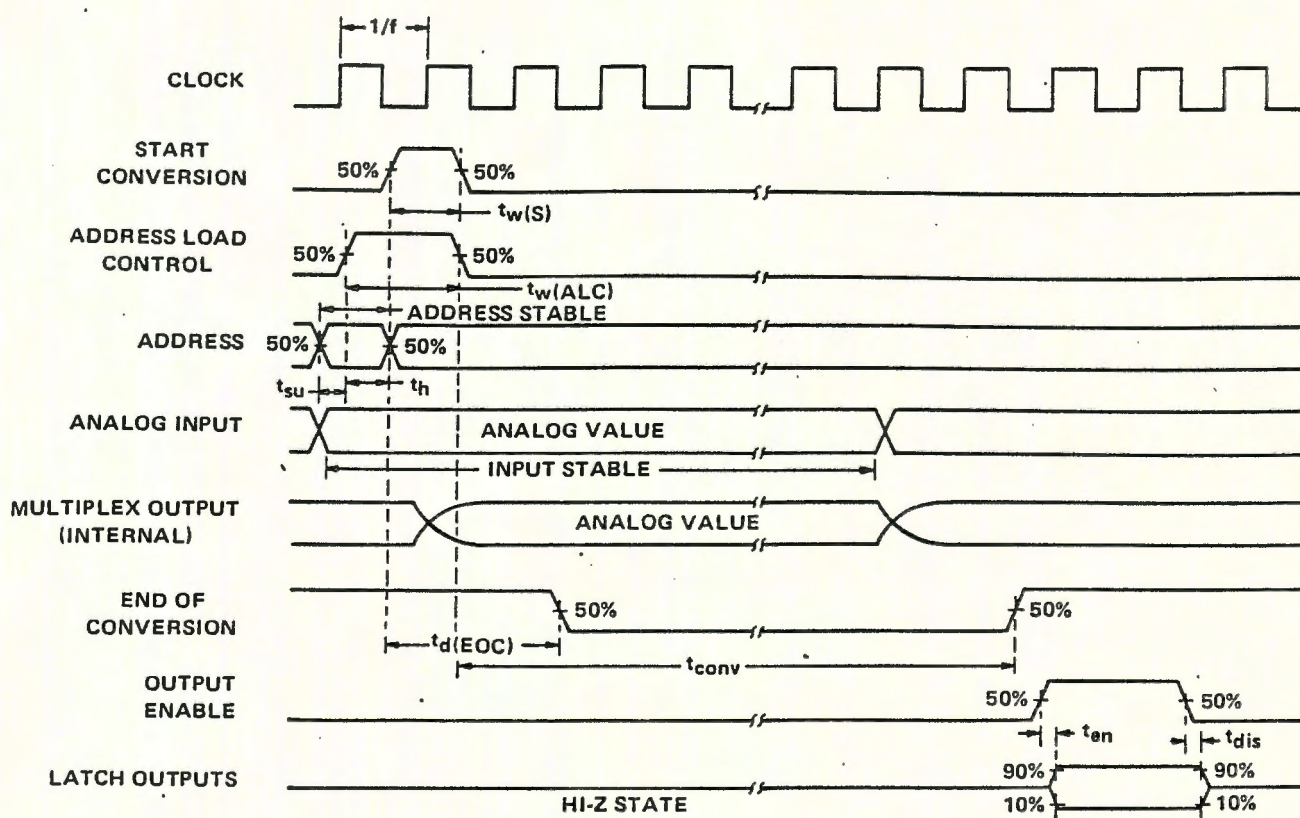 1/f
CLOCK
START
CONVERSION
50%
50%
tw(S)
ADDRESS LOAD
CONTROL
50%
50%
tw(ALC)
ADDRESS STABLE
ADDRESS
50%
50%
tsu
th
ANALOG INPUT
ANALOG VALUE
INPUT STABLE
MULTIPLEX OUTPUT
(INTERNAL)
ANALOG VALUE
END OF
CONVERSION
50%
50%
td(EOC)
tconv
OUTPUT
ENABLE
50%
50%
ten
tdis
LATCH OUTPUTS
90%
90%
HI-Z STATE
10%
10%